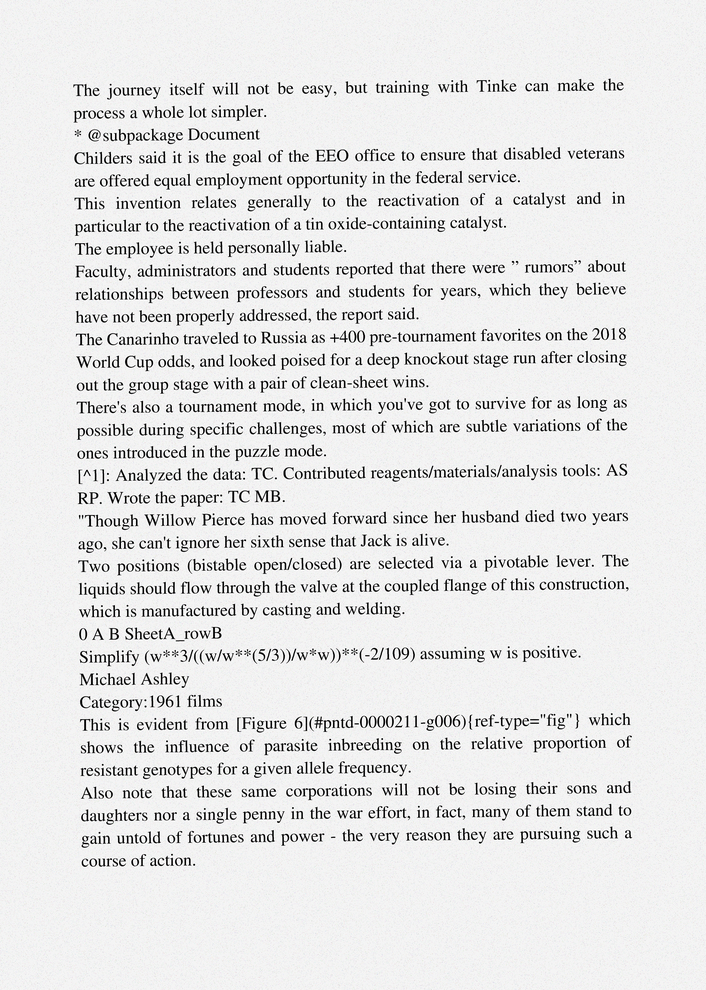 The journey itself will not be easy, but training with Tinke can make the
process a whole lot simpler.
* @subpackage Document
Childers said it is the goal of the EEO office to ensure that disabled veterans
are offered equal employment opportunity in the federal service.
This invention relates generally to the reactivation of a catalyst and in
particular to the reactivation of a tin oxide-containing catalyst.
The employee is held personally liable.
Faculty, administrators and students reported that there were ” rumors” about
relationships between professors and students for years, which they believe
have not been properly addressed, the report said.
The Canarinho traveled to Russia as +400 pre-tournament favorites on the 2018
World Cup odds, and looked poised for a deep knockout stage run after closing
out the group stage with a pair of clean-sheet wins.
There's also a tournament mode, in which you've got to survive for as long as
possible during specific challenges, most of which are subtle variations of the
ones introduced in the puzzle mode.
[^1]: Analyzed the data: TC. Contributed reagents/materials/analysis tools: AS
RP. Wrote the paper: TC MB.
"Though Willow Pierce has moved forward since her husband died two years
ago, she can't ignore her sixth sense that Jack is alive.
Two positions (bistable open/closed) are selected via a pivotable lever. The
liquids should flow through the valve at the coupled flange of this construction,
which is manufactured by casting and welding.
0 A B SheetA_rowB
Simplify (w**3/((w/w**(5/3))/w*w))**(-2/109) assuming w is positive.
Michael Ashley
Category:1961 films
This is evident from [Figure 6](#pntd-0000211-g006){ref-type="fig"} which
shows the influence of parasite inbreeding on the relative proportion of
resistant genotypes for a given allele frequency.
Also note that these same corporations will not be losing their sons and
daughters nor a single penny in the war effort, in fact, many of them stand to
gain untold of fortunes and power - the very reason they are pursuing such a
course of action.